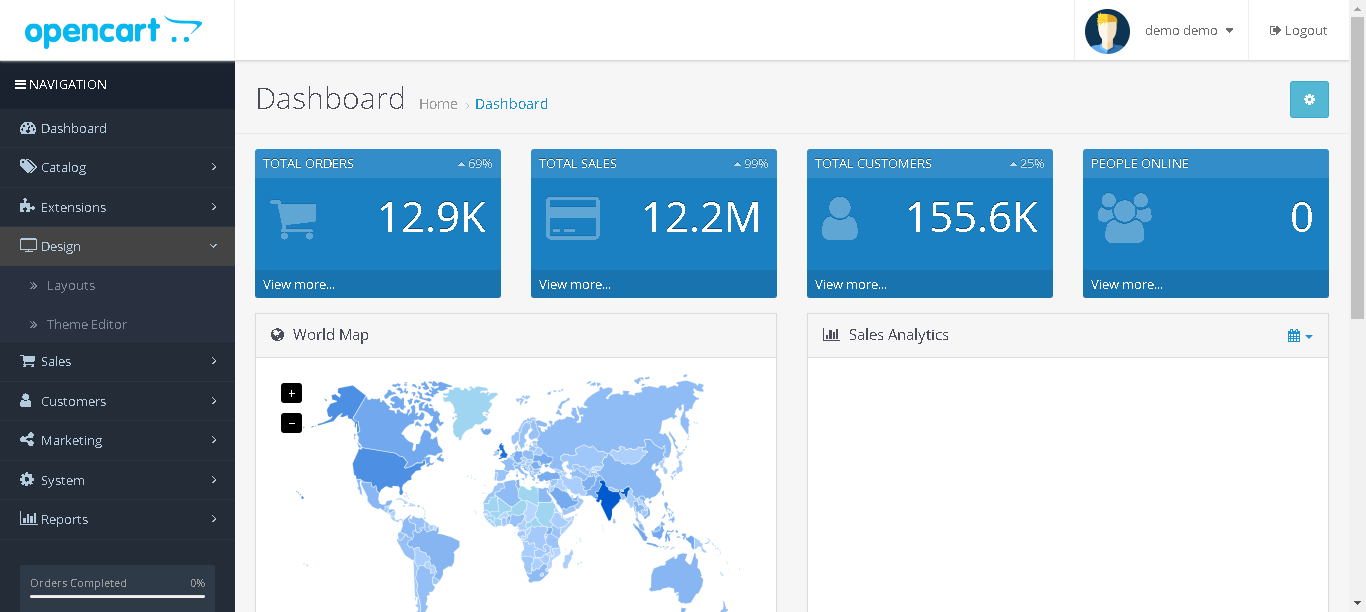 opencart
demo demo
Logout
NAVIGATION
Dashboard
Catalog
Extensions
Design
Layouts
Theme Editor
Sales
Customers
Marketing
System
Reports
Orders Completed 0%
Dashboard Home › Dashboard
TOTAL ORDERS 69%
12.9K
View more...
TOTAL SALES 99%
12.2M
View more...
TOTAL CUSTOMERS 25%
155.6K
View more...
PEOPLE ONLINE
0
View more...
World Map
+
−
Sales Analytics